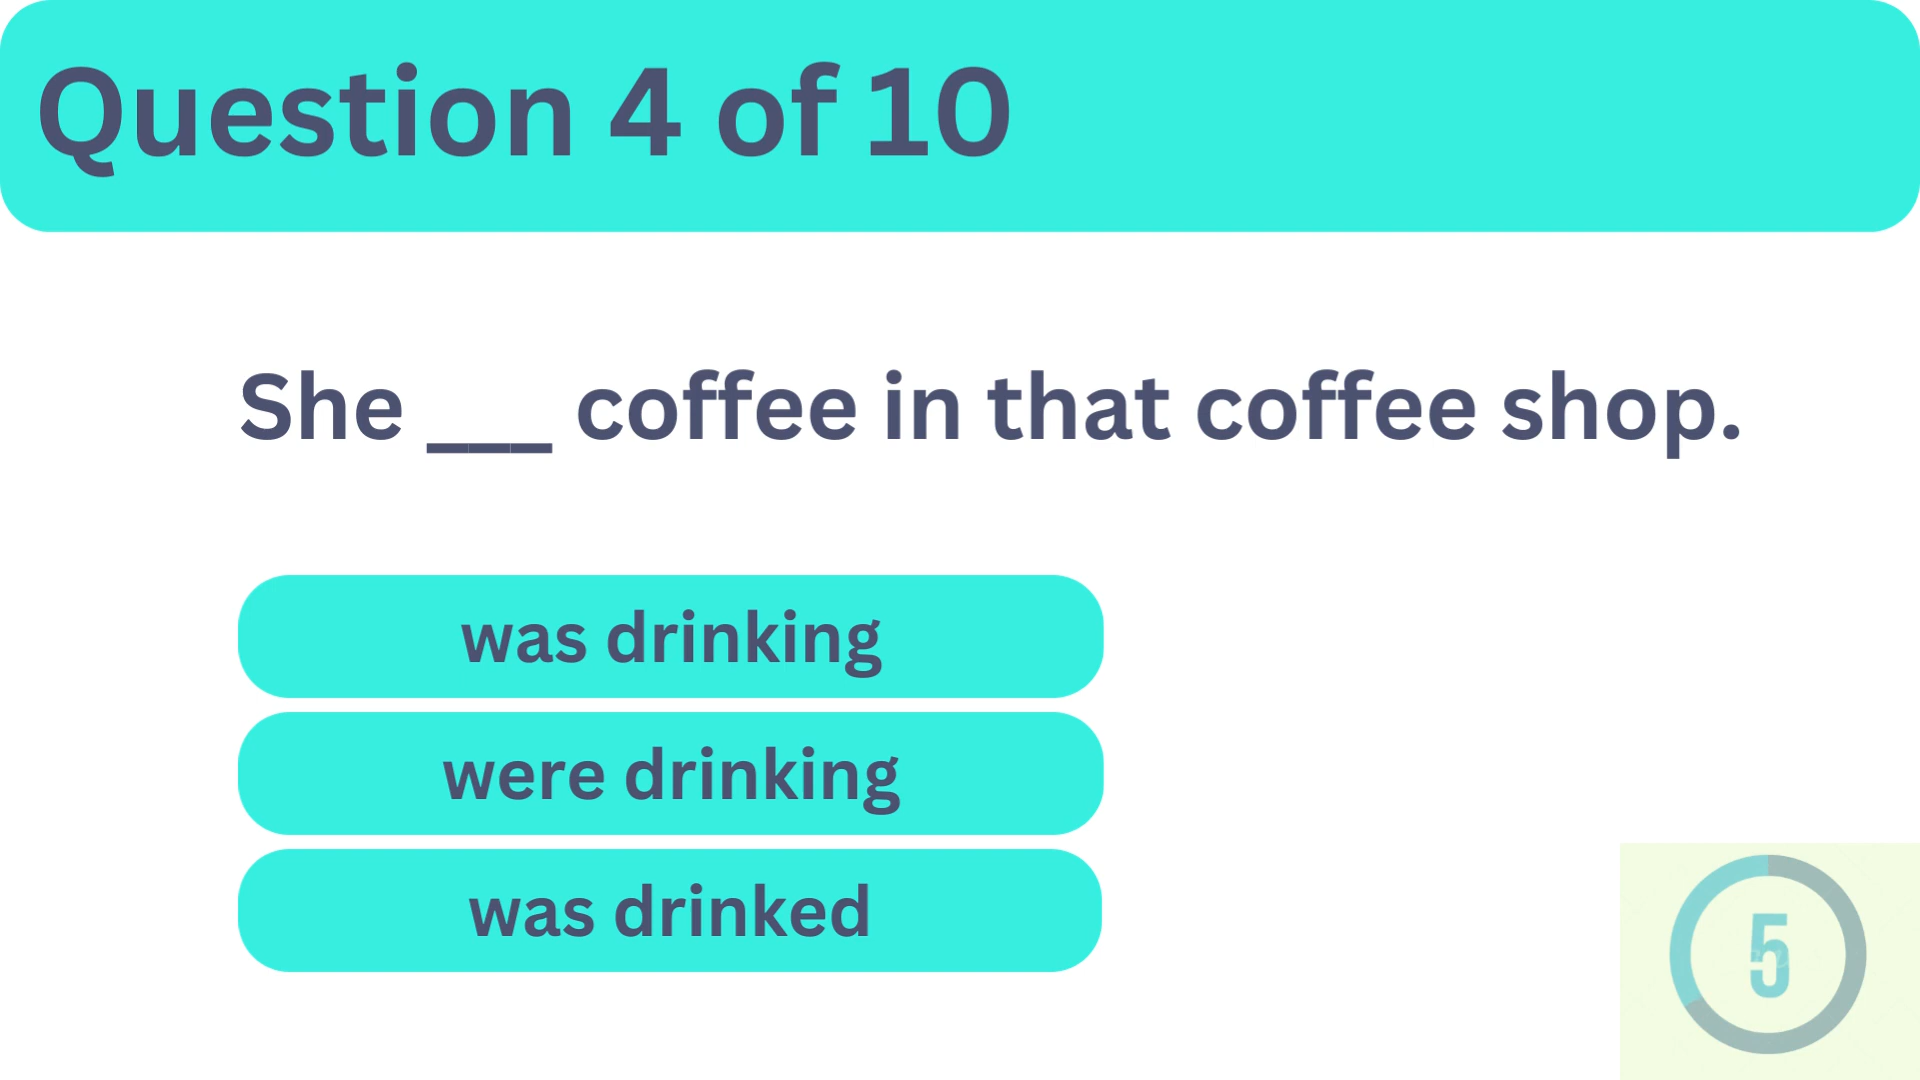 Question 4 of 10
She ___ coffee in that coffee shop.
was drinking
were drinking
was drinked
5